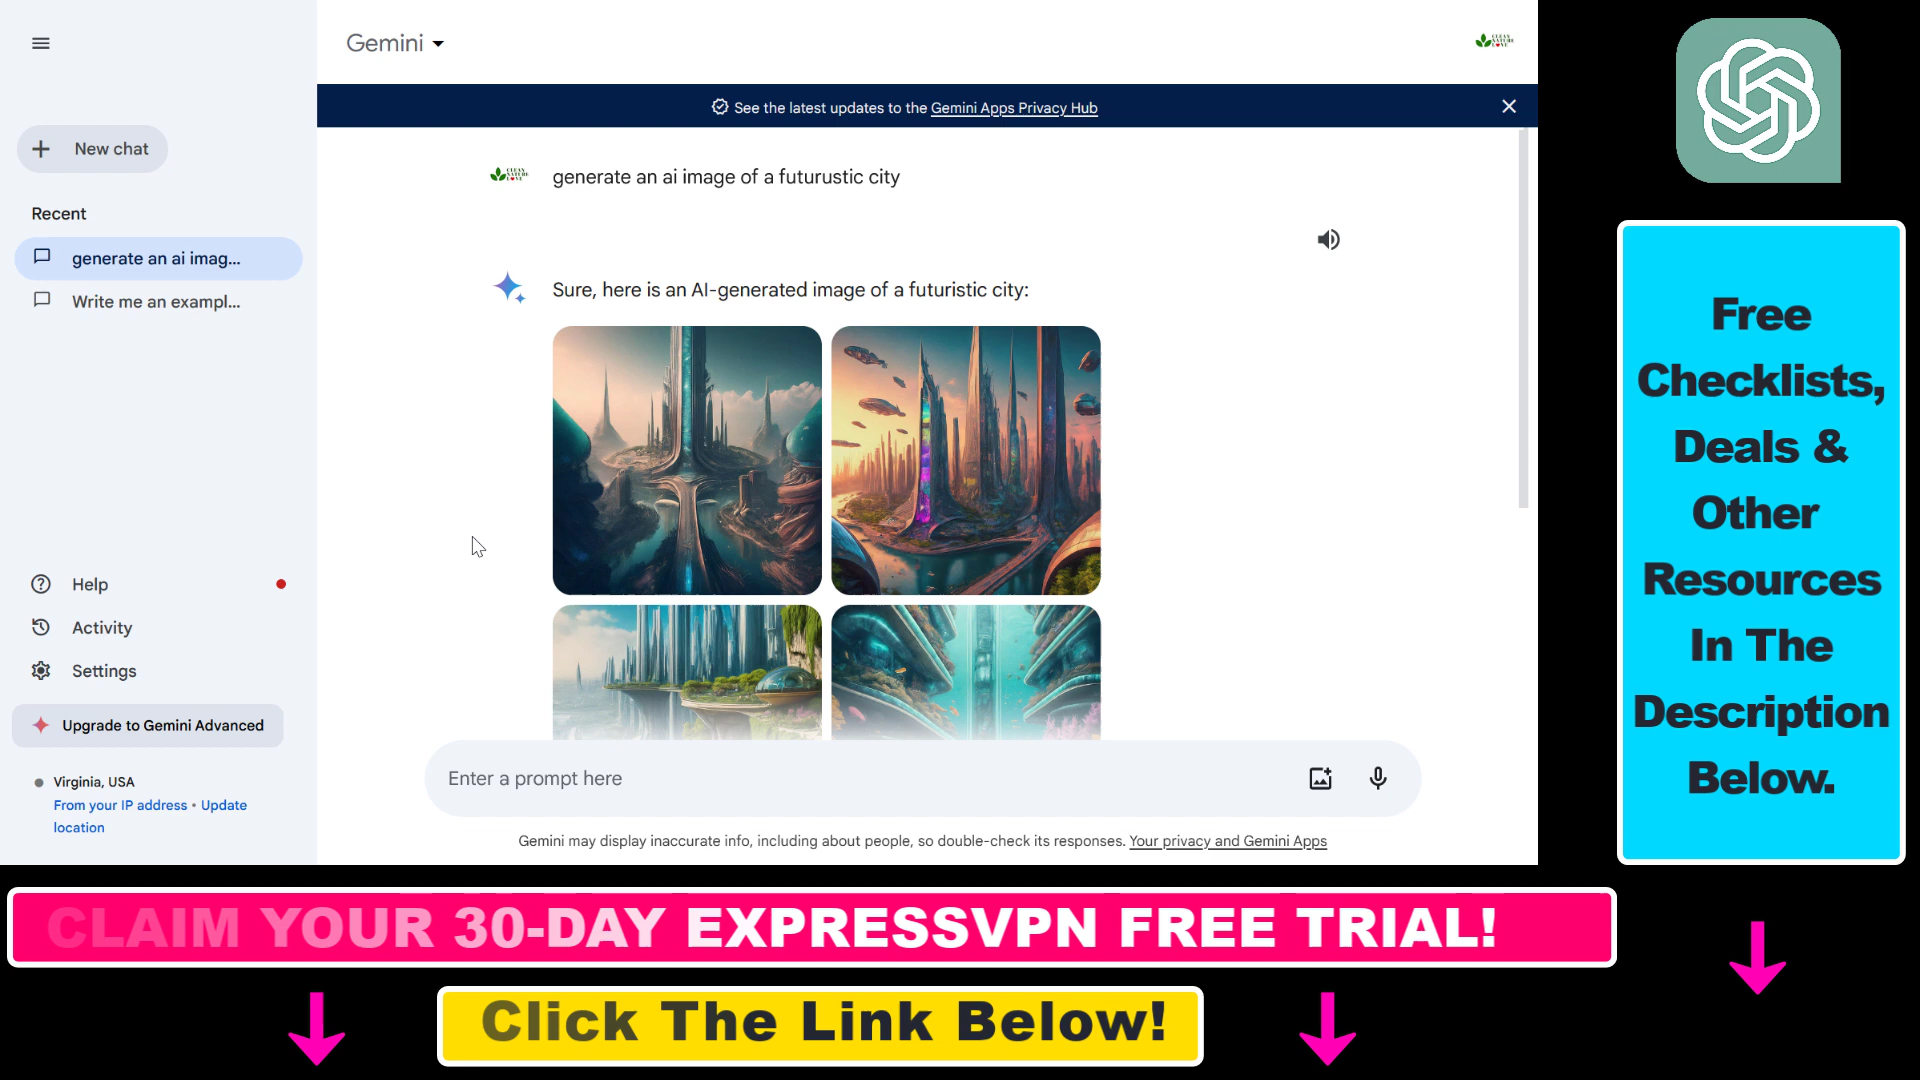 Gemini
See the latest updates to the Gemini Apps Privacy Hub
New chat
Recent
generate an ai imag...
Write me an exampl...
Help
Activity
Settings
Upgrade to Gemini Advanced
Virginia, USA
From your IP address • Update
location
CLEAN
NATURE
LOVE
generate an ai image of a futurustic city
Sure, here is an AI-generated image of a futuristic city:
Enter a prompt here
Gemini may display inaccurate info, including about people, so double-check its responses. Your privacy and Gemini Apps
Free
Checklists,
Deals &
Other
Resources
In The
Description
Below.
CLAIM YOUR 30-DAY EXPRESSVPN FREE TRIAL!
Click The Link Below!